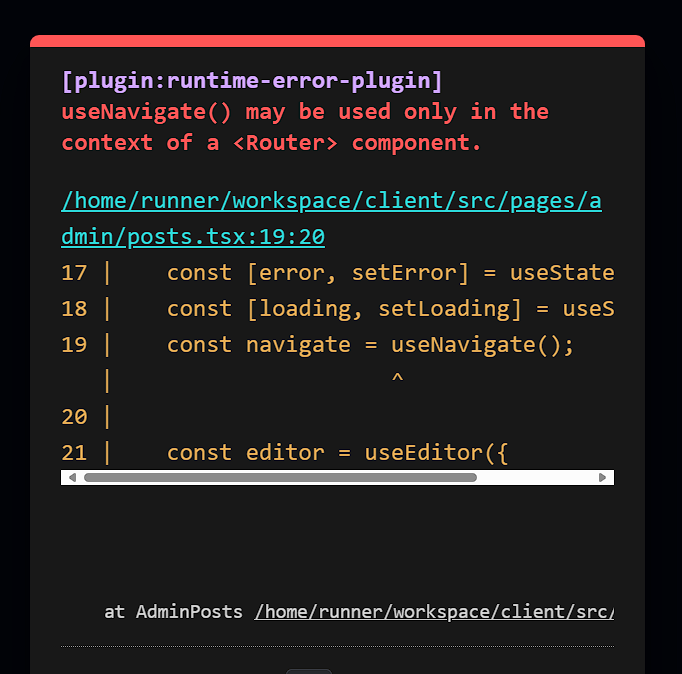 [plugin:runtime-error-plugin]
useNavigate() may be used only in the
context of a <Router> component.
/home/runner/workspace/client/src/pages/a
dmin/posts.tsx:19:20
17 |    const [error, setError] = useState
18 |    const [loading, setLoading] = useS
19 |    const navigate = useNavigate();
   |                     ^
20 |
21 |    const editor = useEditor({
at AdminPosts /home/runner/workspace/client/src/